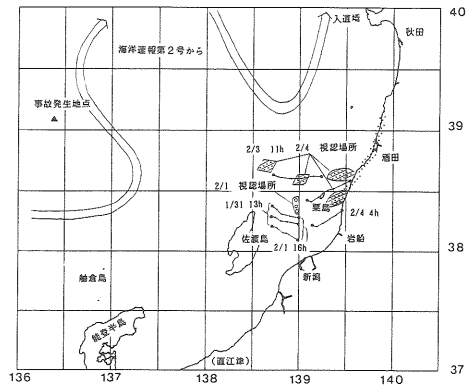 40
入道埼
秋田
海洋速報第2号から
事故発生地点
39
2/3 11h
2/4 視認場所
酒田
2/1 視認場所
1/31 13h
粟島
2/4 4h
佐渡島
2/1 16h
岩船
38
新潟
舳倉島
能登半島
(直江津)
37
136
137
138
139
140